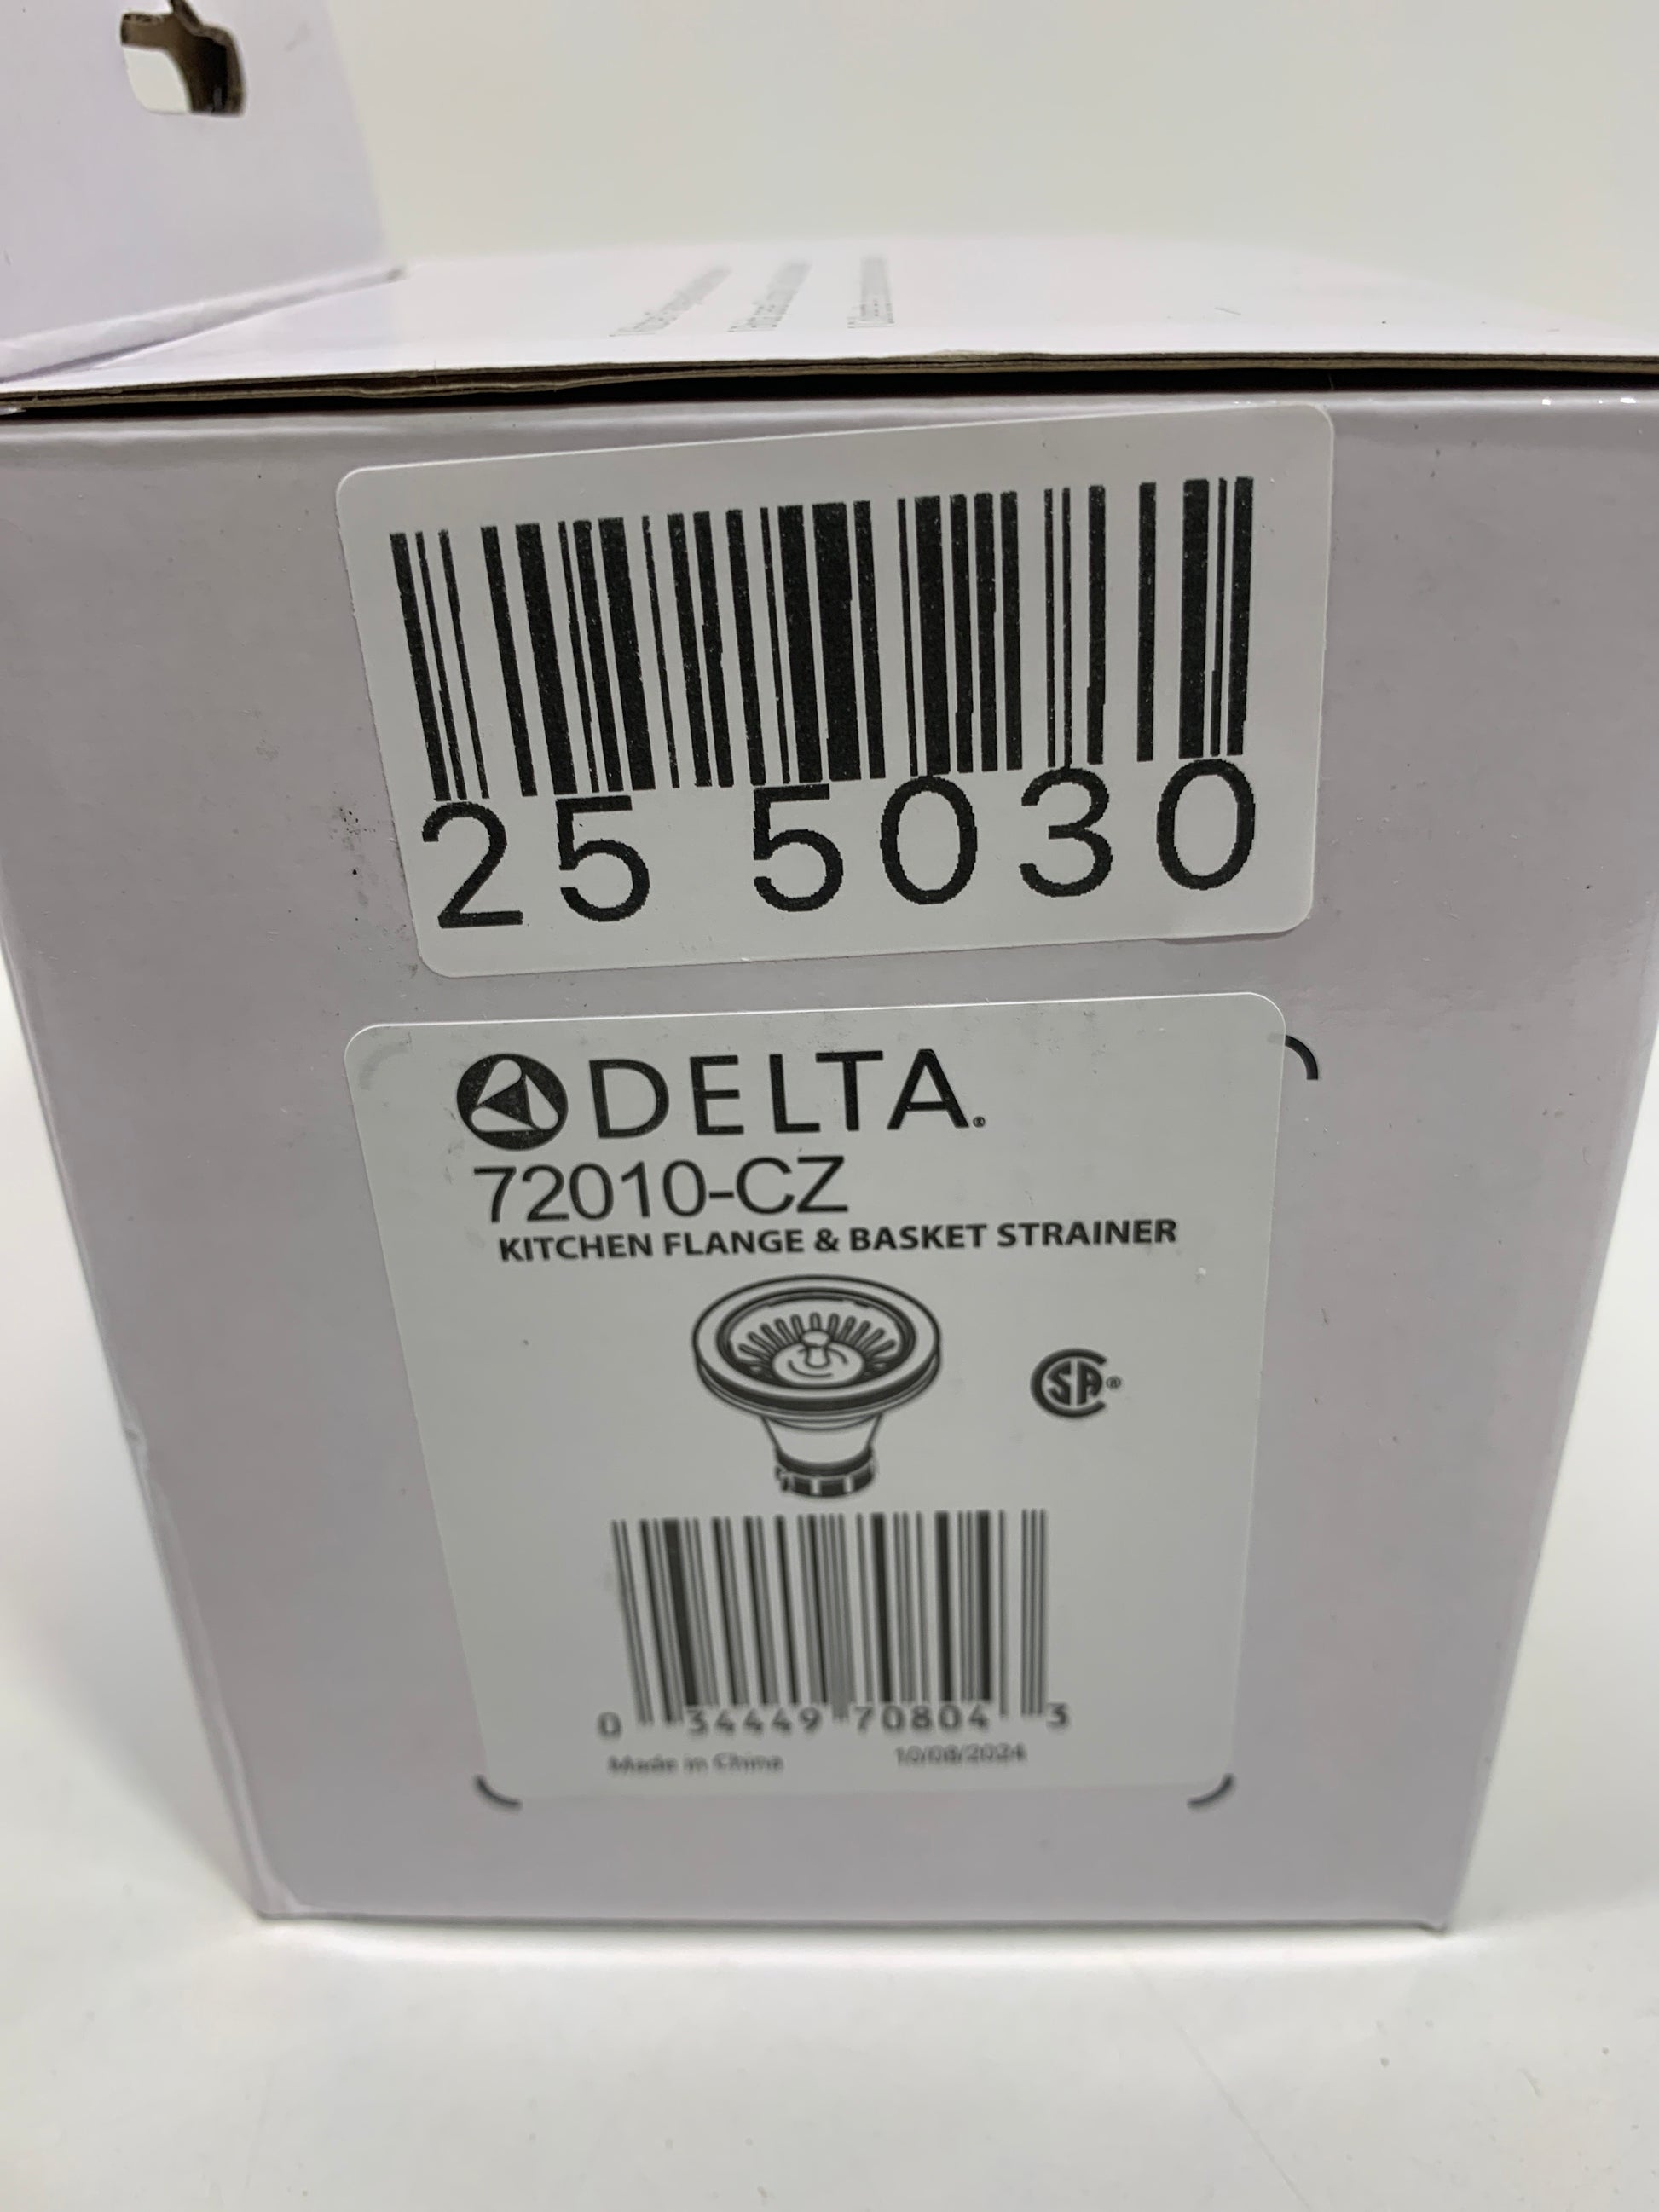 25 5030
DELTA®
72010-CZ
KITCHEN FLANGE & BASKET STRAINER
CSA®
0 34449 70804 3
Made in China 10/08/2024